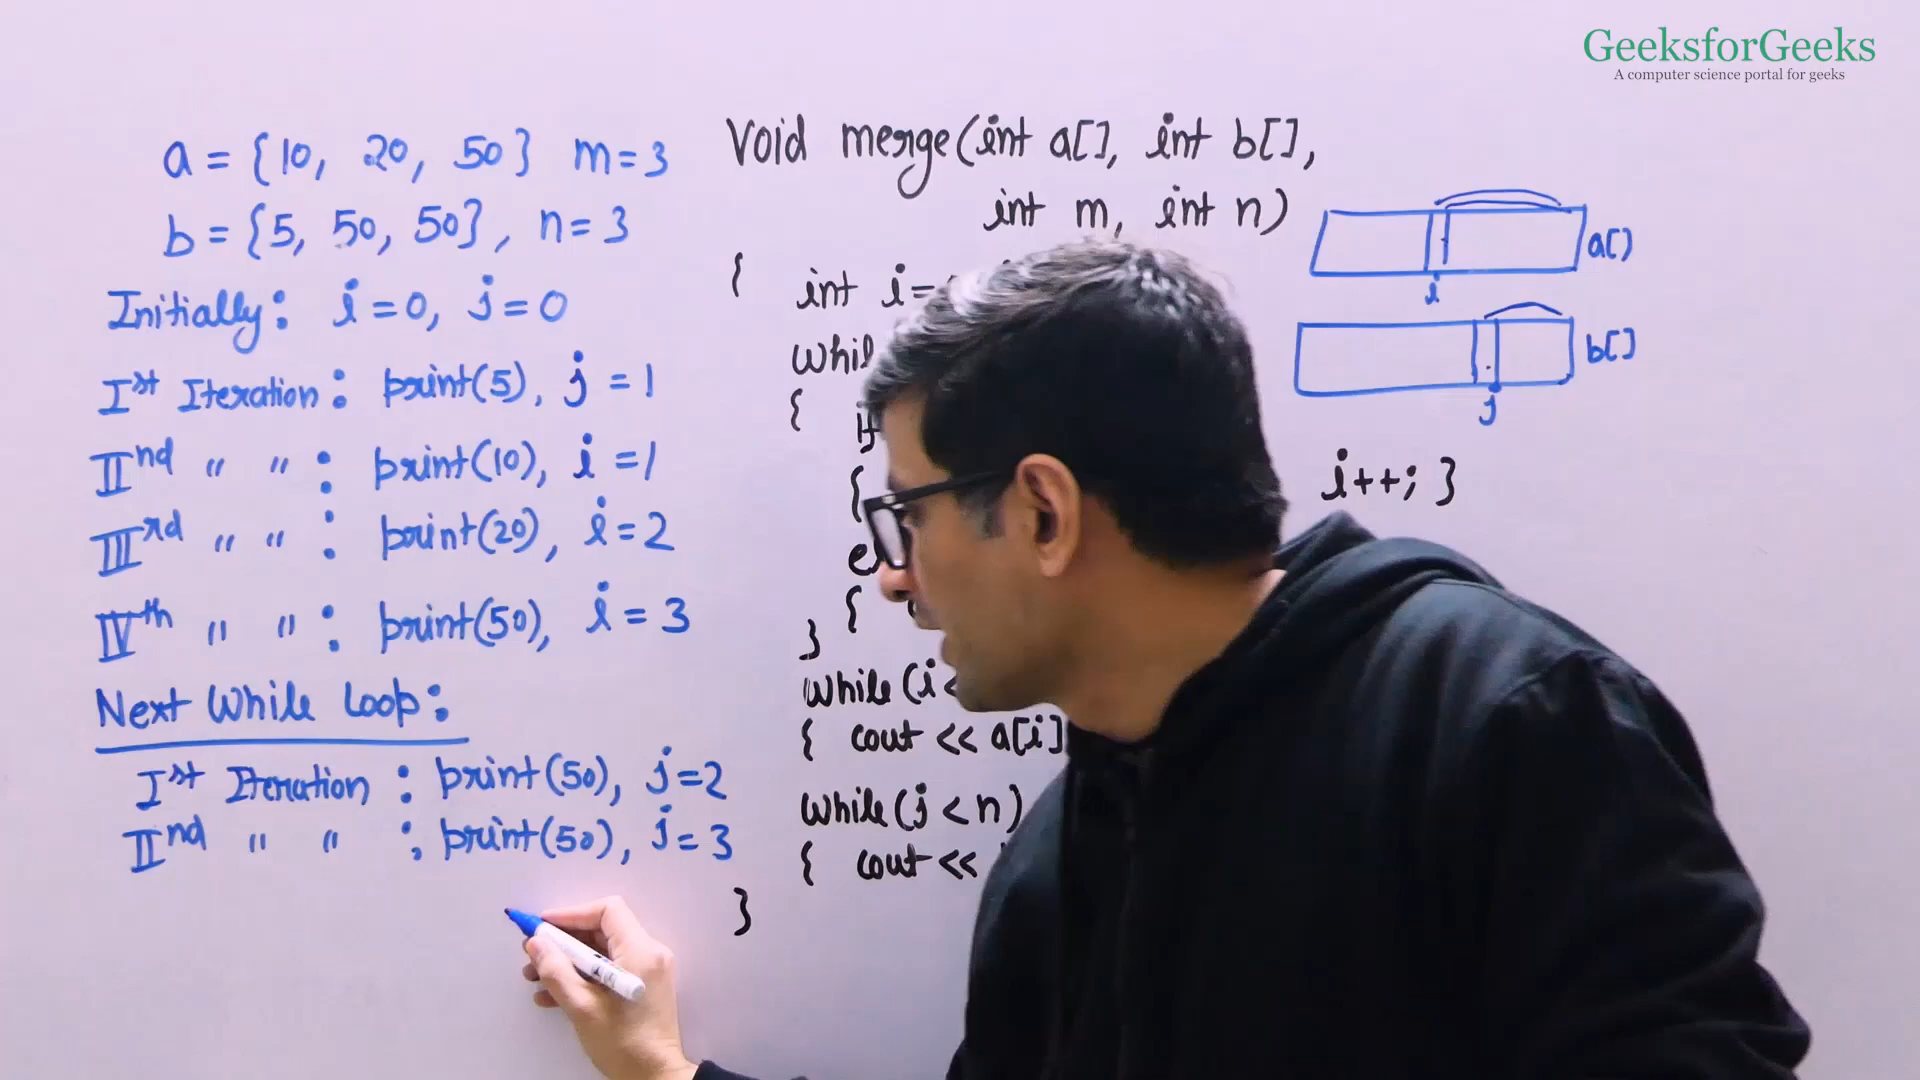 GeeksforGeeks
A computer science portal for geeks
a = {10, 20, 50} m=3
b = {5, 50, 50}, n=3
Initially: i=0, j=0
Ist Iteration: print(5), j=1
IInd " " : print(10), i=1
IIIrd " " : print(20), i=2
IVth " " : print(50), i=3
Next While Loop:
Ist Iteration : print(50), j=2
IInd " " : print(50), j=3
Void merge(int a[], int b[],
int m, int n)
{
int i=
{
i++; }
{
{
}
while(i<
{ cout << a[i]
while(j<n)
{ cout <<
}
a[]
i
b[]
j